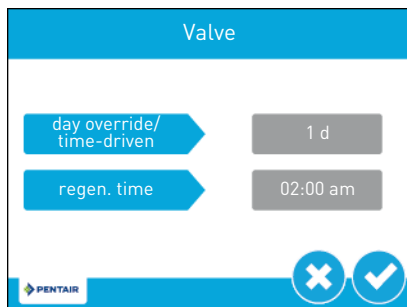 Valve
day override/
time-driven
1 d
regen. time
02:00 am
PENTAIR